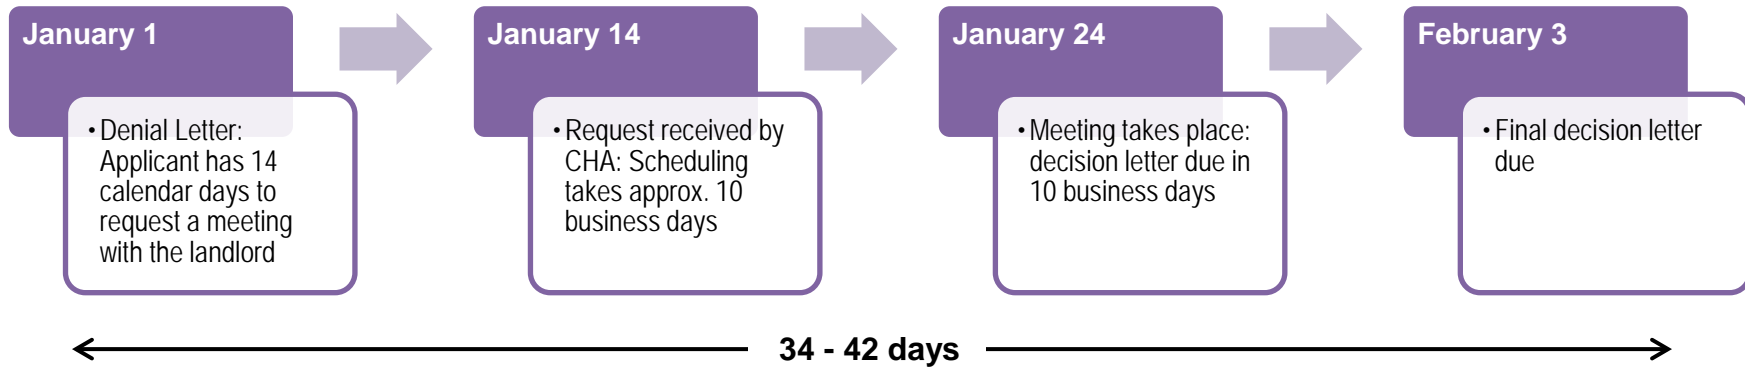 January 1
• Denial Letter:
Applicant has 14
calendar days to
request a meeting
with the landlord
January 14
• Request received by
CHA: Scheduling
takes approx. 10
business days
January 24
• Meeting takes place:
decision letter due in
10 business days
February 3
• Final decision letter
due
34 - 42 days